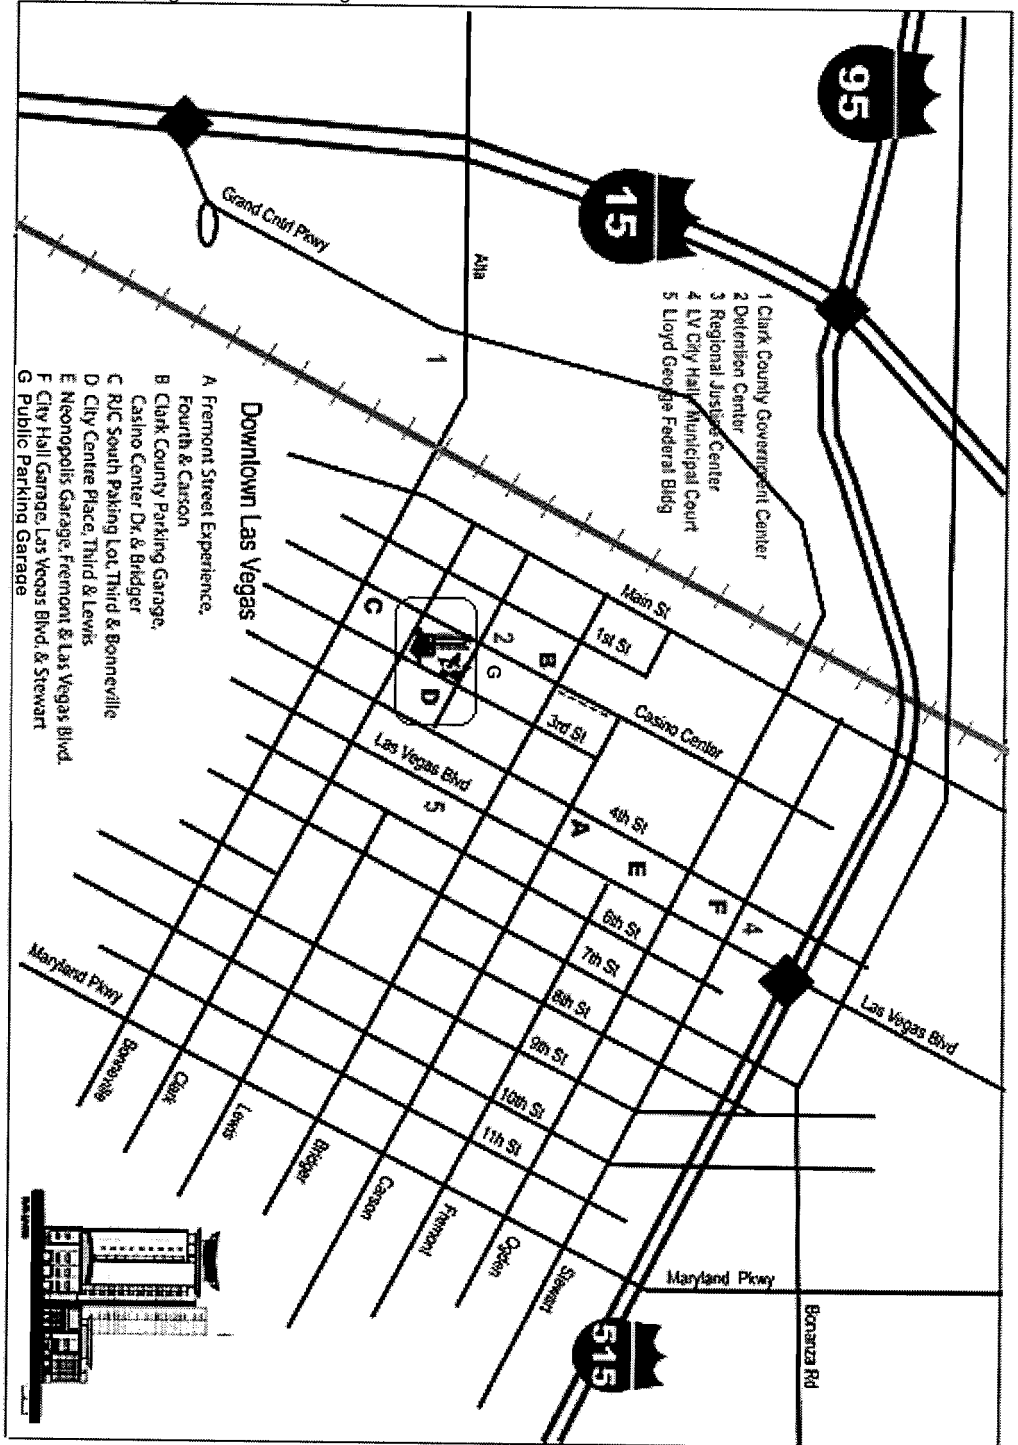 95
15
Grand Cntrl Pkwy
Alta
1 Clark County Government Center
2 Detention Center
3 Regional Justice Center
4 LV City Hall, Municipal Court
5 Lloyd George Federal Bldg
1
Downtown Las Vegas
A Fremont Street Experience,
Fourth & Carson
B Clark County Parking Garage,
Casino Center Dr. & Bridger
C RJC South Paking Lot, Third & Bonneville
D City Centre Place, Third & Lewis
E Neonopolis Garage, Fremont & Las Vegas Blvd.
F City Hall Garage, Las Vegas Blvd. & Stewart
G Public Parking Garage
Main St
1st St
C
2
G
B
D
3rd St
Casino Center
Las Vegas Blvd
5
4th St
A
E
F
4
6th St
7th St
8th St
9th St
10th St
11th St
Las Vegas Blvd
Maryland Pkwy
Bonneville
Clark
Lewis
Bridger
Carson
Fremont
Ogden
Stewart
Maryland Pkwy
Bonanza Rd
515